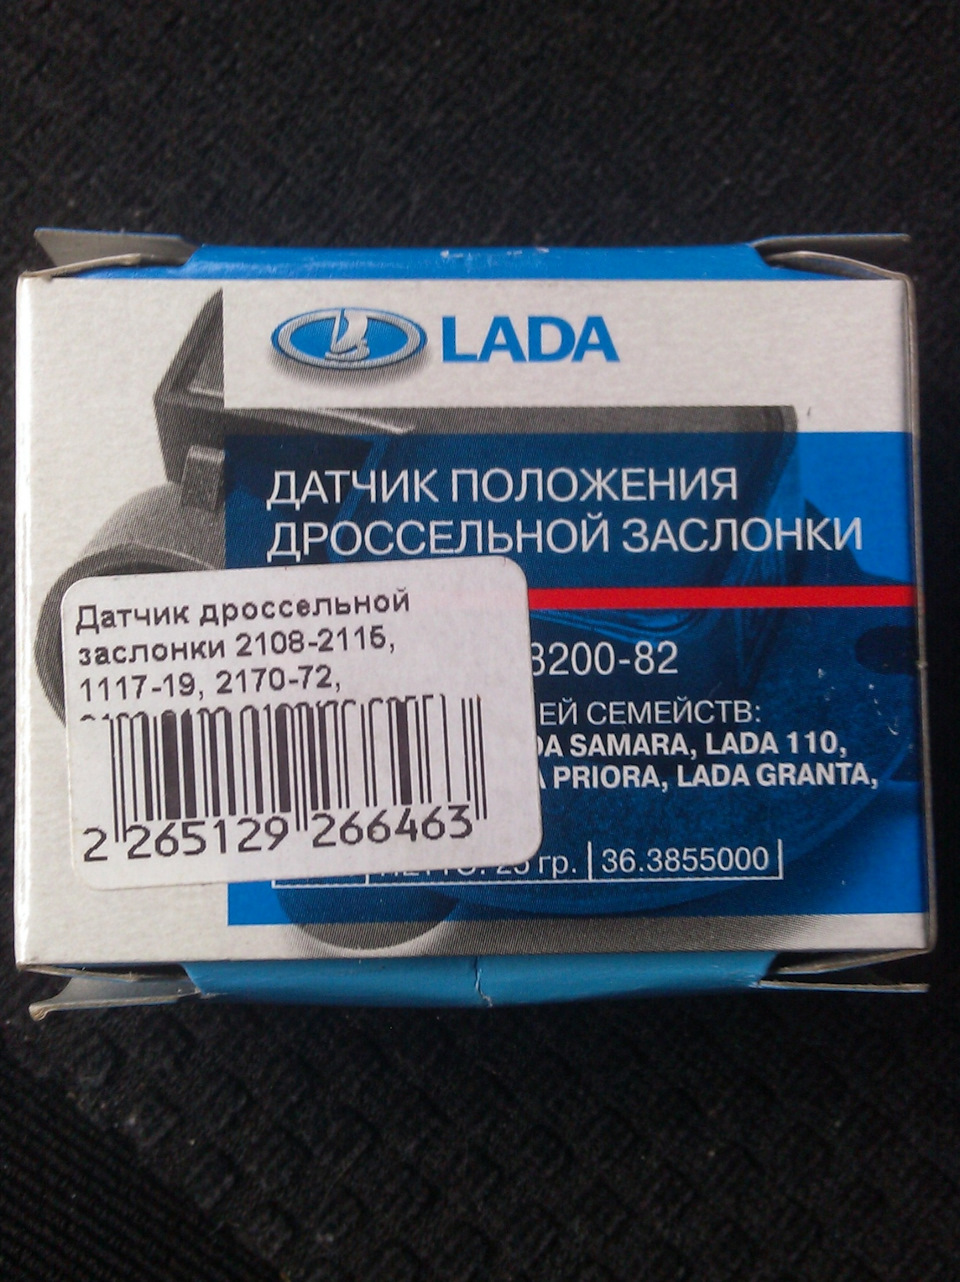 LADA
ДАТЧИК ПОЛОЖЕНИЯ
ДРОССЕЛЬНОЙ ЗАСЛОНКИ
Датчик дроссельной
заслонки 2108-2115,
1117-19, 2170-72,
2 265129 266463
3200-82
ЕЙ СЕМЕЙСТВ:
DA SAMARA, LADA 110,
A PRIORA, LADA GRANTA,
гр. 36.3855000